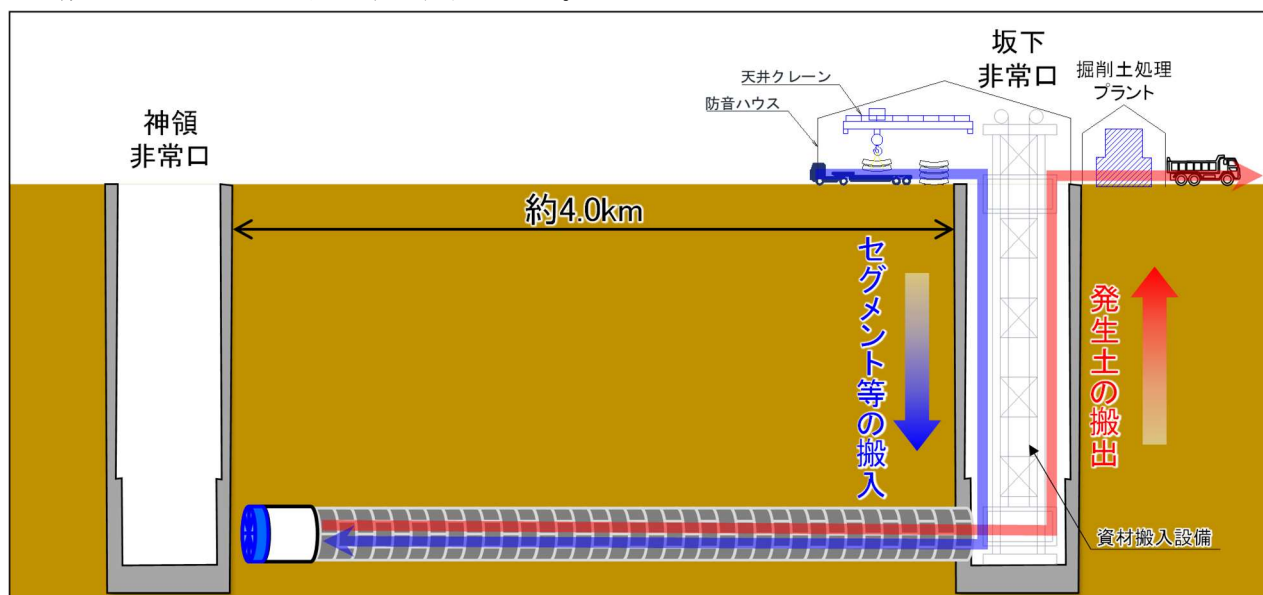 坂下
非常口
掘削土処理
プラント
天井クレーン
防音ハウス
神領
非常口
約4.0km
セグメント等の搬入
発生土の搬出
資材搬入設備